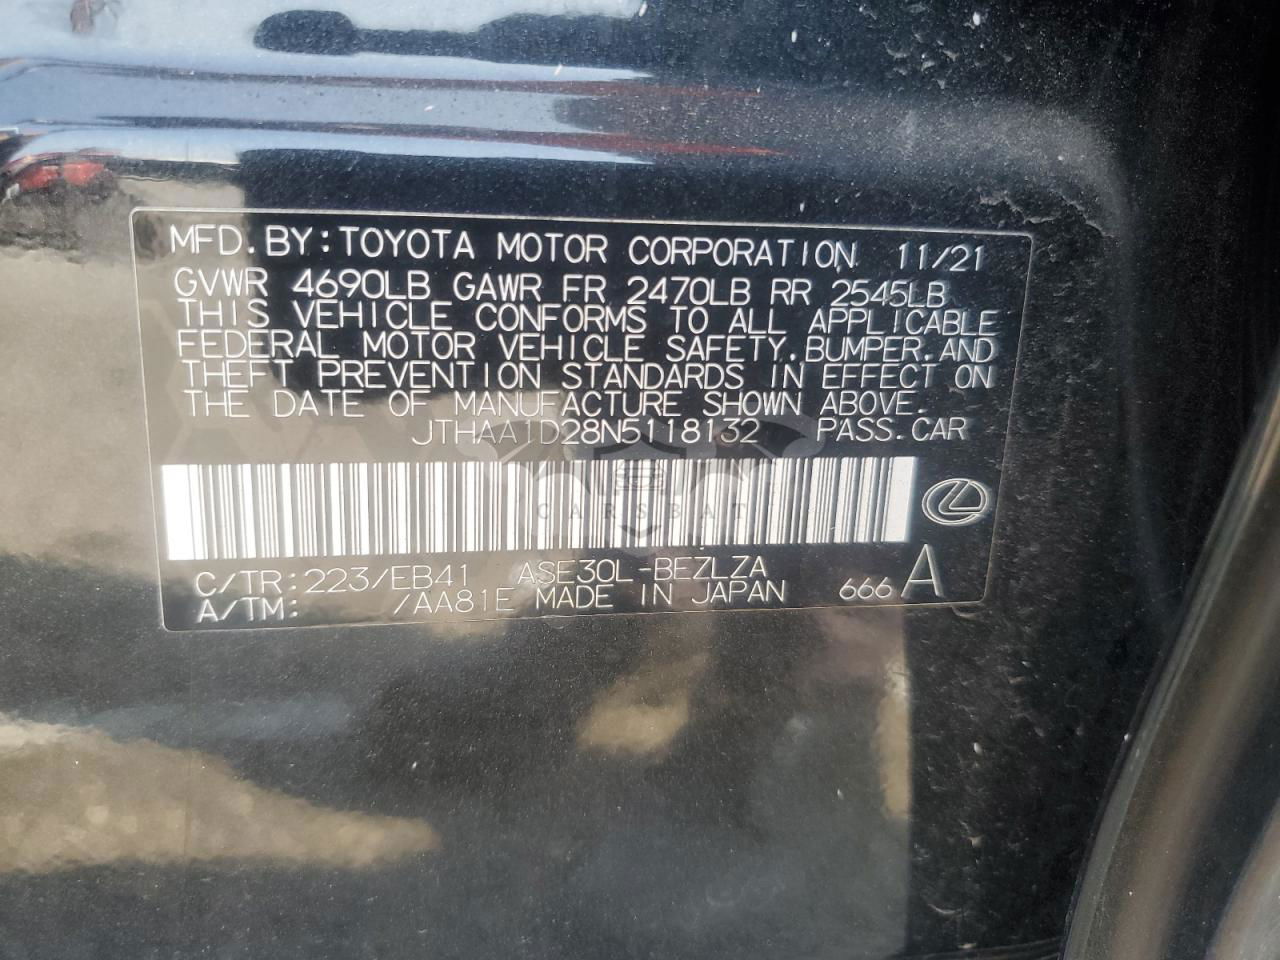 MFD.BY:TOYOTA MOTOR CORPORATION 11/21
GVWR 4690LB GAWR FR 2470LB RR 2545LB
THIS VEHICLE CONFORMS TO ALL APPLICABLE
FEDERAL MOTOR VEHICLE SAFETY,BUMPER,AND
THEFT PREVENTION STANDARDS IN EFFECT ON
THE DATE OF MANUFACTURE SHOWN ABOVE.
JTHAA1D28N5118132 PASS.CAR
CARSBAT
C/TR:223/EB41 ASE30L-BEZLZA
A/TM: /AA81E MADE IN JAPAN 666 A